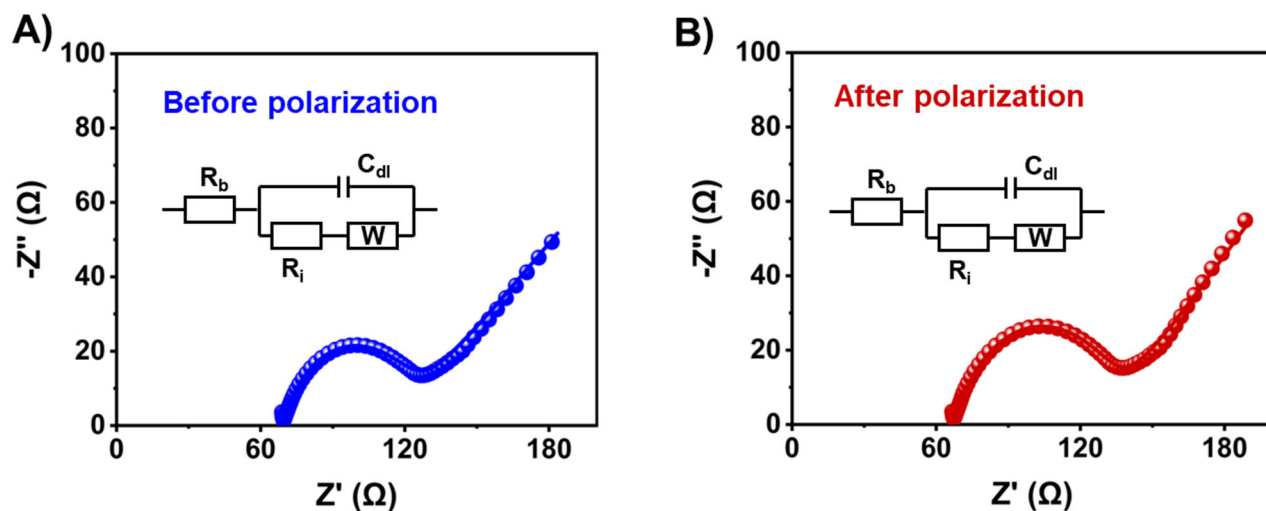 A)
100
80
60
40
20
0
-Z'' (Ω)
Before polarization
R_b
C_dl
R_i
W
0
60
120
180
Z' (Ω)
B)
100
80
60
40
20
0
-Z'' (Ω)
After polarization
R_b
C_dl
R_i
W
0
60
120
180
Z' (Ω)